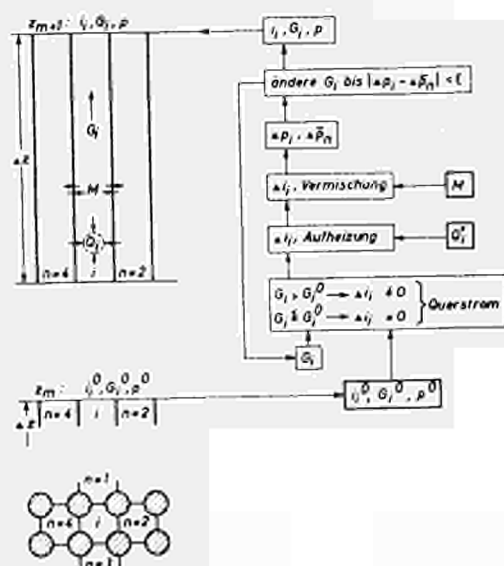 z_{m+1}: i_i, G_i, p
Δz
G_i
M
(Q_i')
n=4 i n=2
i_i, G_i, p
ändere G_i bis |Δp_i - Δp̄_n| < ε
Δp_i, Δp̄_n
Δi_i, Vermischung
M
Δi_i, Aufheizung
Q_i'
G_i > G_i^0 → Δi_i ≠ 0
G_i ≦ G_i^0 → Δi_i = 0
Querstrom
G_i
z_m: i_i^0, G_i^0, p^0
Δz
n=4 i n=2
i_i^0, G_i^0, p^0
n=1
n=4 i n=2
n=3